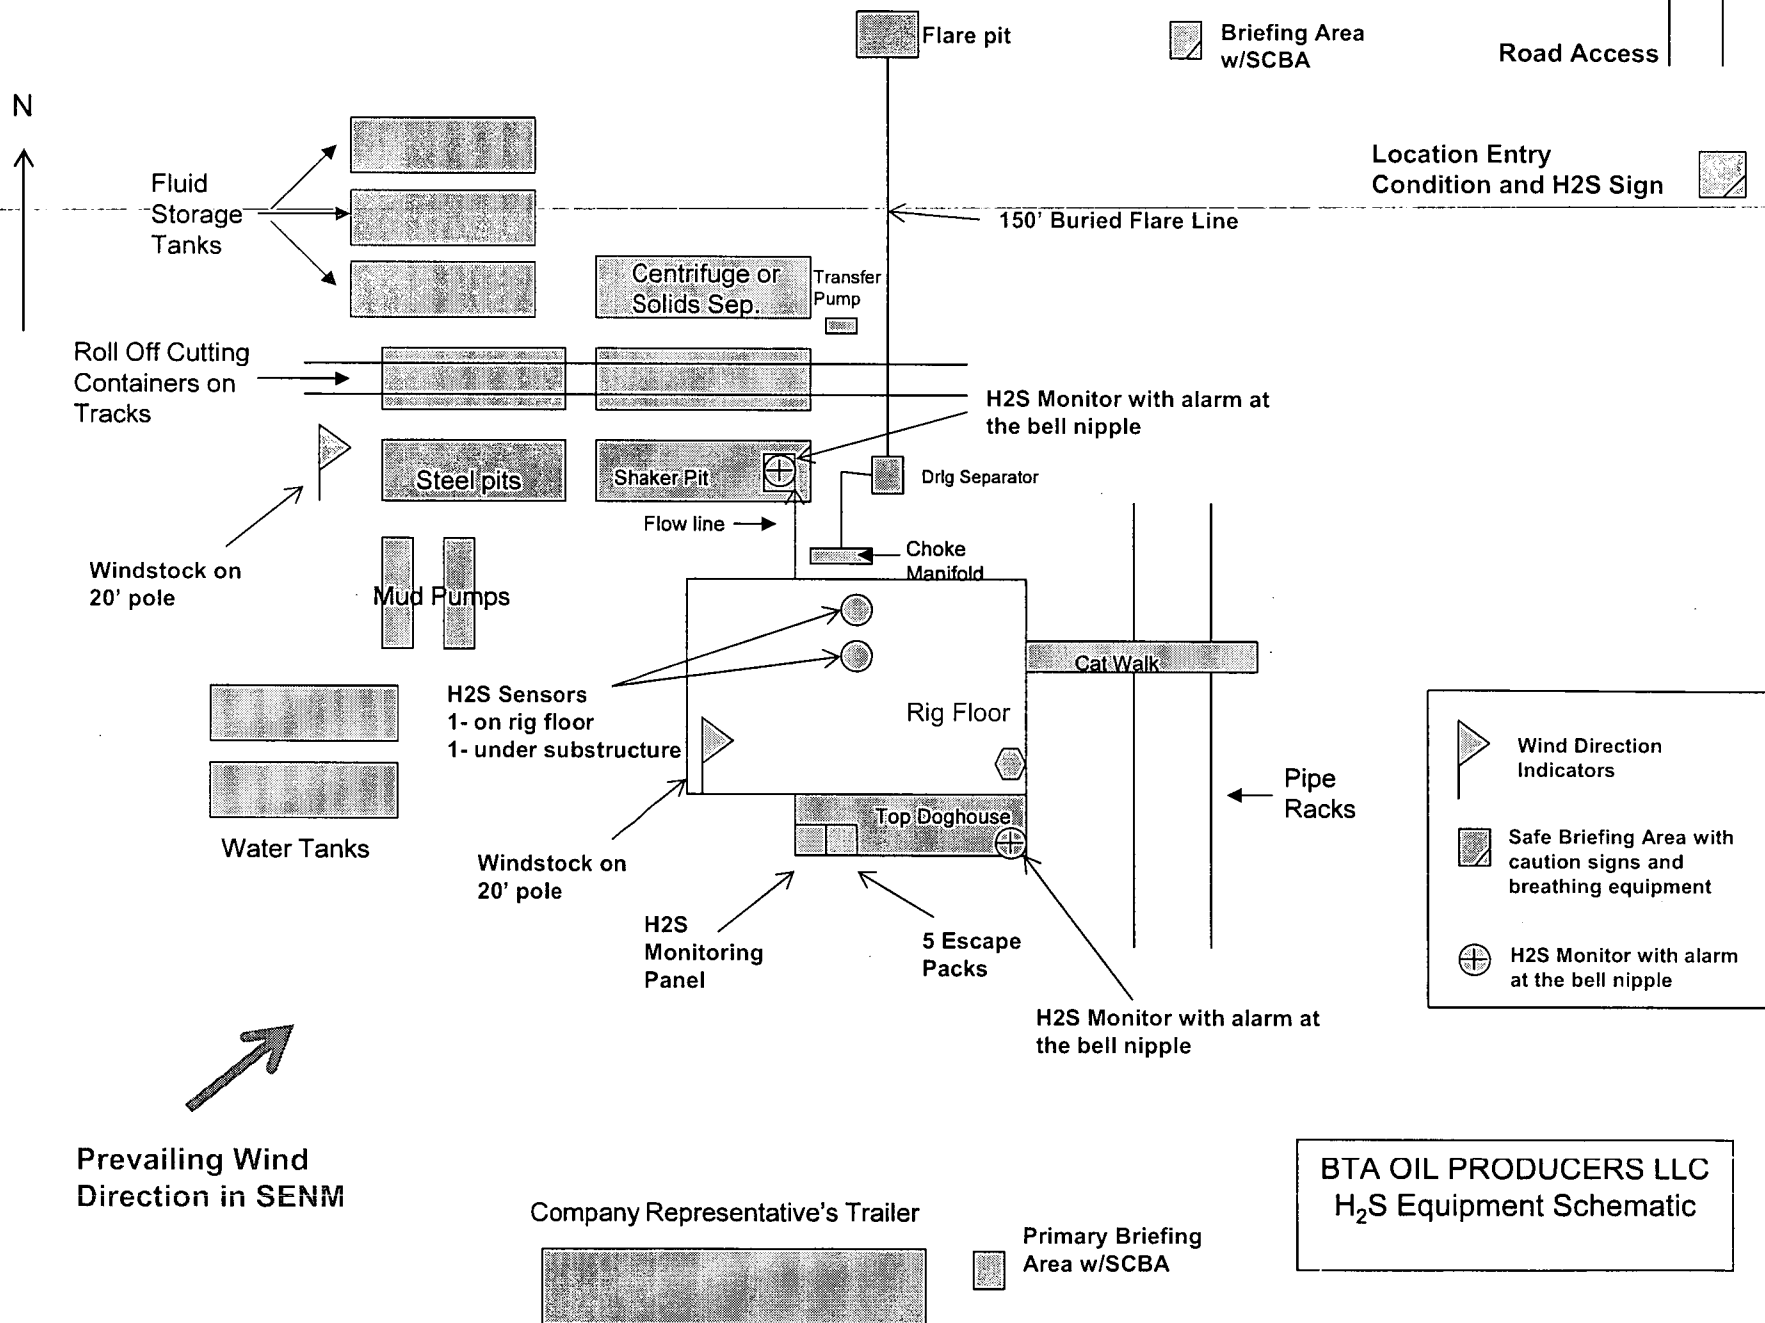 Flare pit
Briefing Area
w/SCBA
Road Access
N
Location Entry
Condition and H2S Sign
Fluid
Storage
Tanks
150' Buried Flare Line
Centrifuge or
Solids Sep.
Transfer
Pump
Roll Off Cutting
Containers on
Tracks
H2S Monitor with alarm at
the bell nipple
Steel pits
Shaker Pit
Drlg Separator
Flow line
Choke
Manifold
Windstock on
20' pole
Mud Pumps
Cat Walk
H2S Sensors
1- on rig floor
1- under substructure
Rig Floor
Wind Direction
Indicators
Pipe
Racks
Top Doghouse
Water Tanks
Safe Briefing Area with
caution signs and
breathing equipment
Windstock on
20' pole
H2S
Monitoring
Panel
5 Escape
Packs
H2S Monitor with alarm
at the bell nipple
H2S Monitor with alarm at
the bell nipple
Prevailing Wind
Direction in SENM
BTA OIL PRODUCERS LLC
H₂S Equipment Schematic
Company Representative's Trailer
Primary Briefing
Area w/SCBA